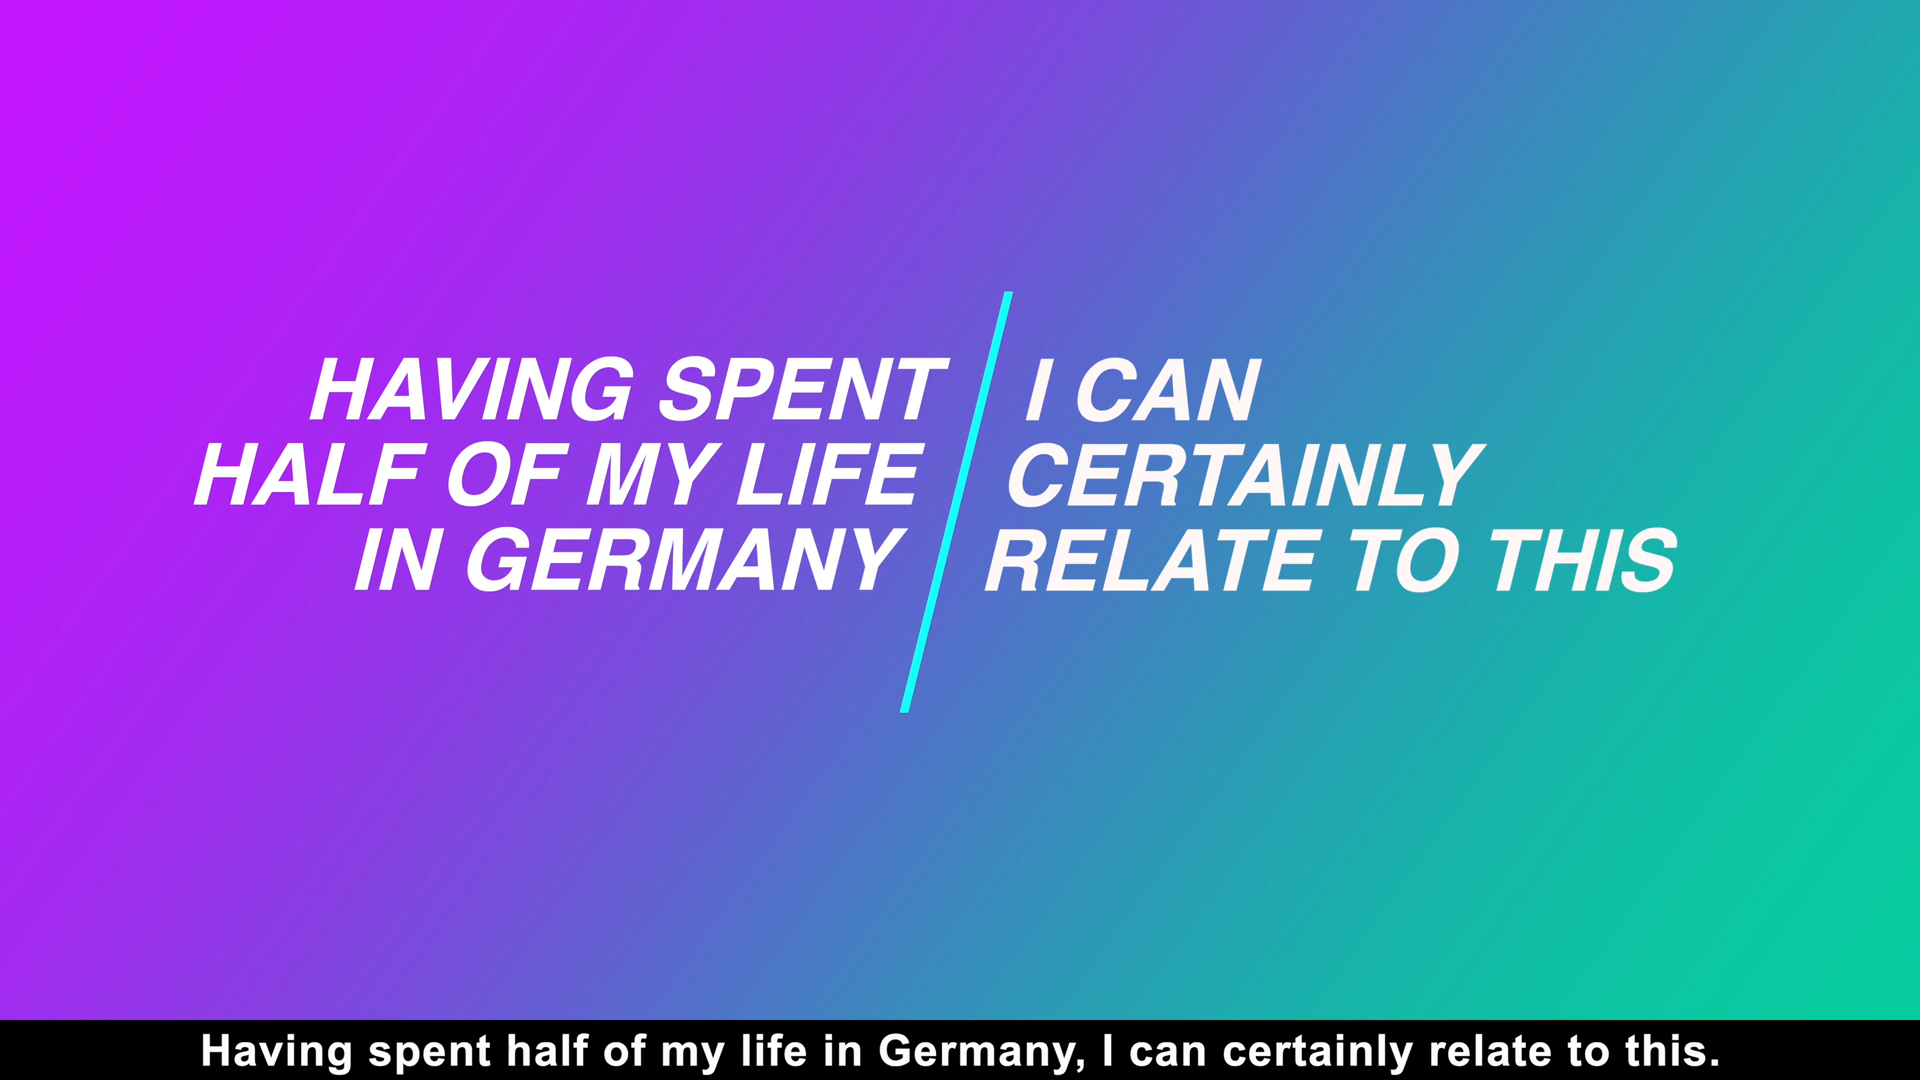 HAVING SPENT
HALF OF MY LIFE
IN GERMANY
I CAN
CERTAINLY
RELATE TO THIS
Having spent half of my life in Germany, I can certainly relate to this.